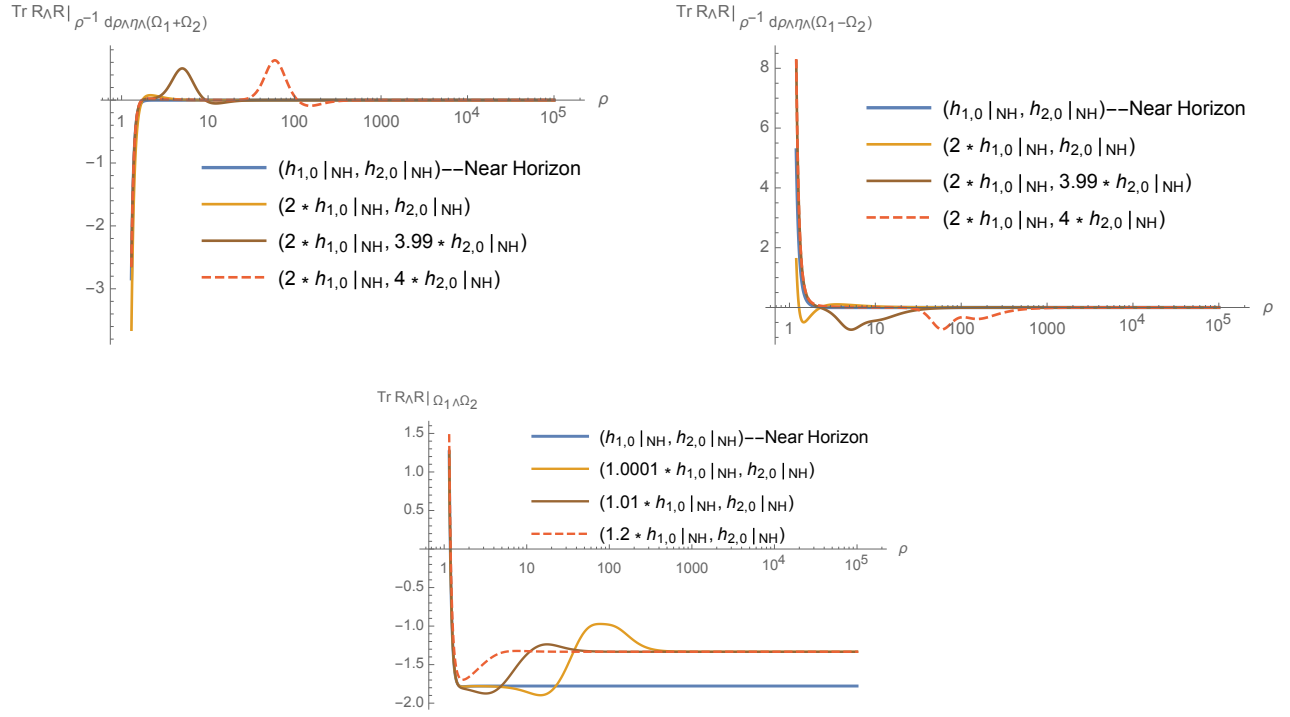 Tr R∧R|ρ⁻¹ dρ∧η∧(Ω₁+Ω₂)
1 10 100 1000 10⁴ 10⁵ ρ
−1
−2
−3
(h₁,₀|NH, h₂,₀|NH)––Near Horizon
(2 * h₁,₀|NH, h₂,₀|NH)
(2 * h₁,₀|NH, 3.99 * h₂,₀|NH)
(2 * h₁,₀|NH, 4 * h₂,₀|NH)
Tr R∧R|ρ⁻¹ dρ∧η∧(Ω₁−Ω₂)
8
6
4
2
1 10 100 1000 10⁴ 10⁵ ρ
(h₁,₀|NH, h₂,₀|NH)––Near Horizon
(2 * h₁,₀|NH, h₂,₀|NH)
(2 * h₁,₀|NH, 3.99 * h₂,₀|NH)
(2 * h₁,₀|NH, 4 * h₂,₀|NH)
Tr R∧R|Ω₁∧Ω₂
1.5
1.0
0.5
1 10 100 1000 10⁴ 10⁵ ρ
−0.5
−1.0
−1.5
−2.0
(h₁,₀|NH, h₂,₀|NH)––Near Horizon
(1.0001 * h₁,₀|NH, h₂,₀|NH)
(1.01 * h₁,₀|NH, h₂,₀|NH)
(1.2 * h₁,₀|NH, h₂,₀|NH)